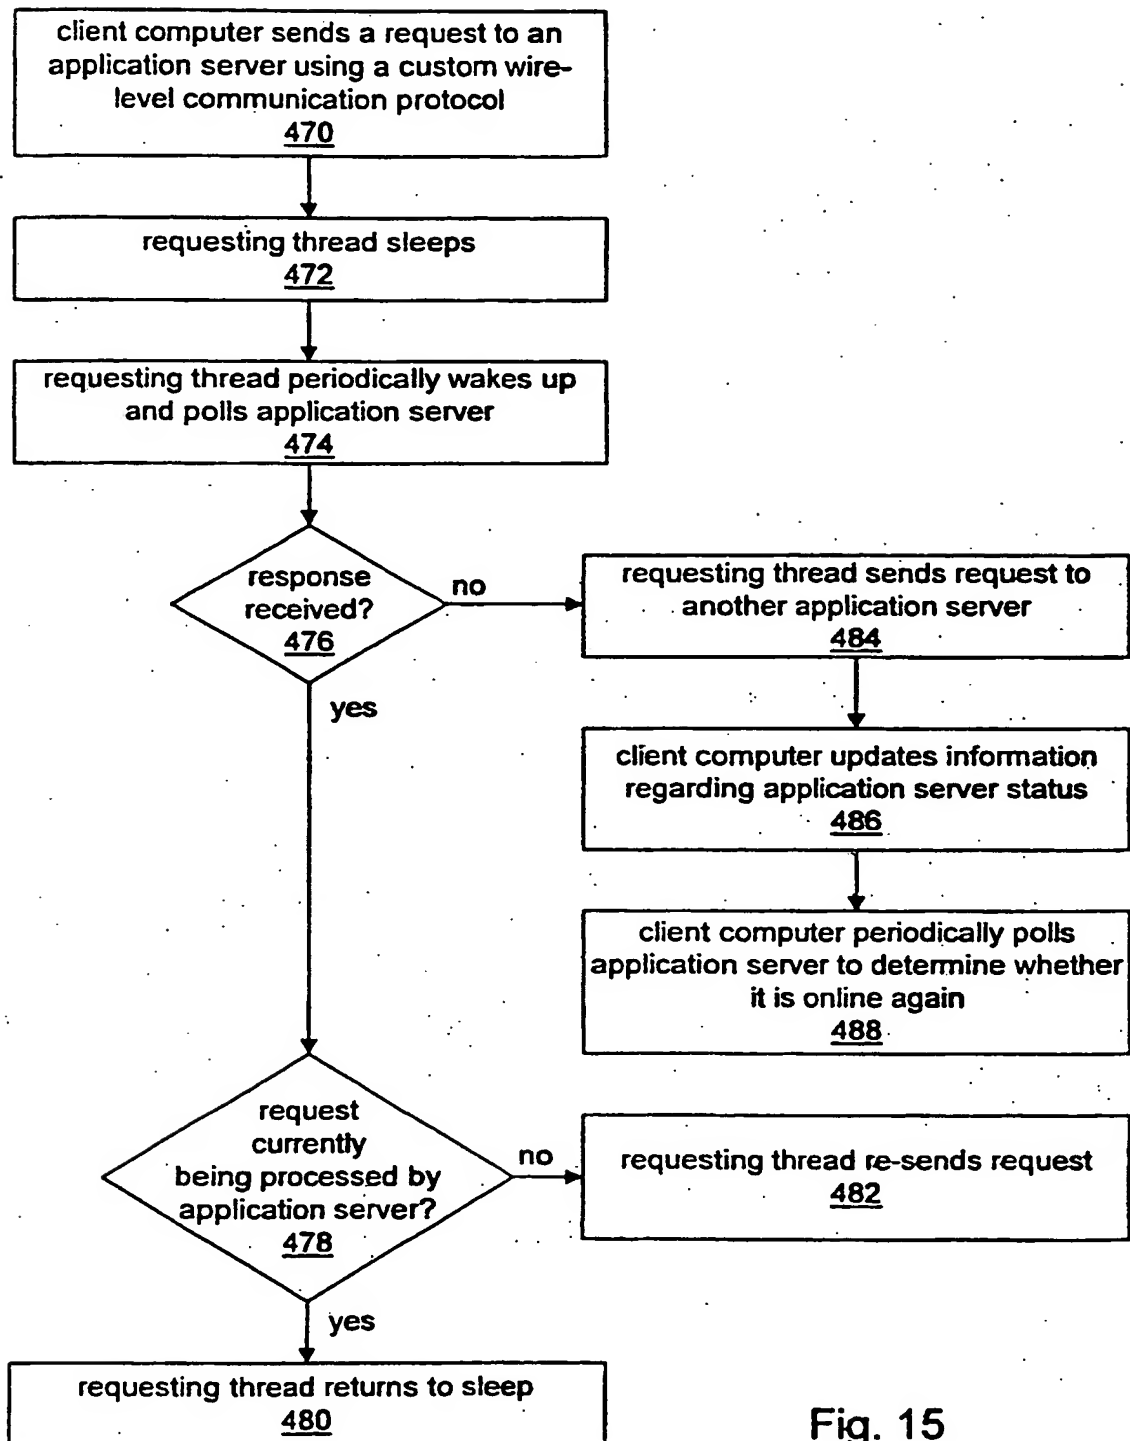 client computer sends a request to an
application server using a custom wire-
level communication protocol
470
requesting thread sleeps
472
requesting thread periodically wakes up
and polls application server
474
response
received?
476
no
requesting thread sends request to
another application server
484
yes
client computer updates information
regarding application server status
486
client computer periodically polls
application server to determine whether
it is online again
488
request
currently
being processed by
application server?
478
no
requesting thread re-sends request
482
yes
requesting thread returns to sleep
480
Fig. 15